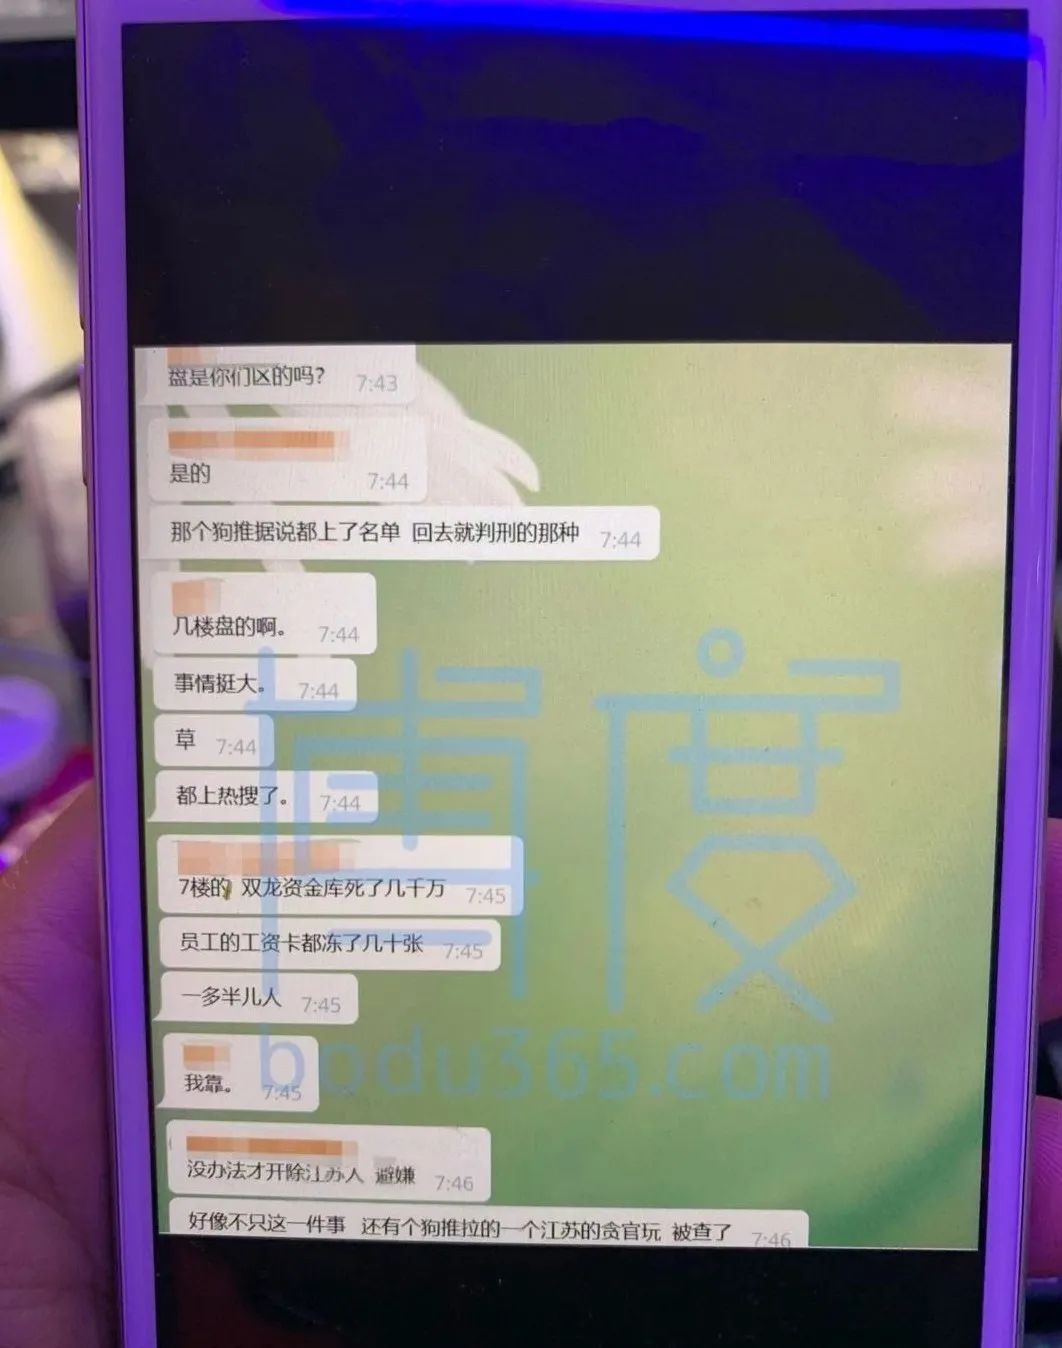 盘是你们区的吗? 7:43
是的 7:44
那个狗推据说都上了名单 回去就判刑的那种 7:44
几楼盘的啊。 7:44
事情挺大。 7:44
草 7:44
都上热搜了。 7:44
7楼的 双龙资金库死了几千万 7:45
员工的工资卡都冻了几十张 7:45
一多半儿人 7:45
我靠。 7:45
没办法才开除江苏人 避嫌 7:46
好像不只这一件事 还有个狗推拉的一个江苏的贪官玩 被查了 7:46
博度
bodu365.com